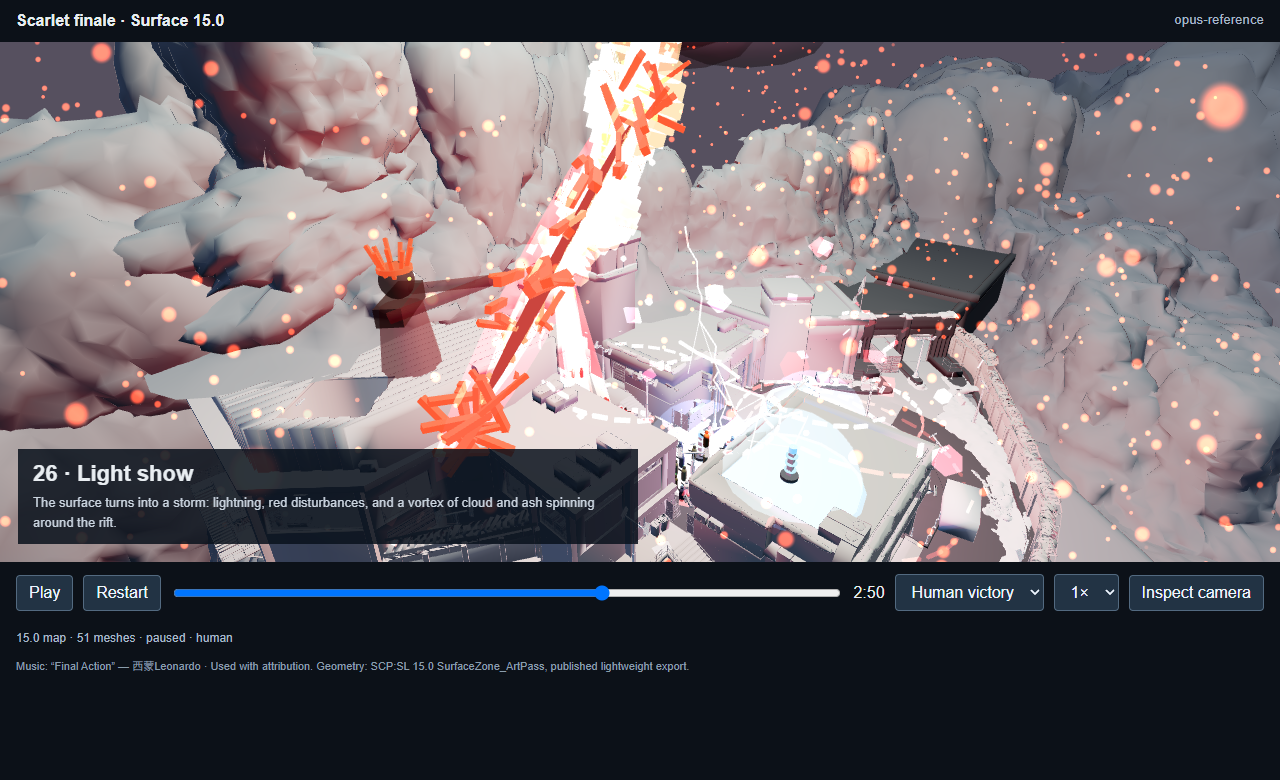 Scarlet finale · Surface 15.0
opus-reference
26 · Light show
The surface turns into a storm: lightning, red disturbances, and a vortex of cloud and ash spinning
around the rift.
Play
Restart
2:50
Human victory
1×
Inspect camera
15.0 map · 51 meshes · paused · human
Music: “Final Action” — 西蒙Leonardo · Used with attribution. Geometry: SCP:SL 15.0 SurfaceZone_ArtPass, published lightweight export.